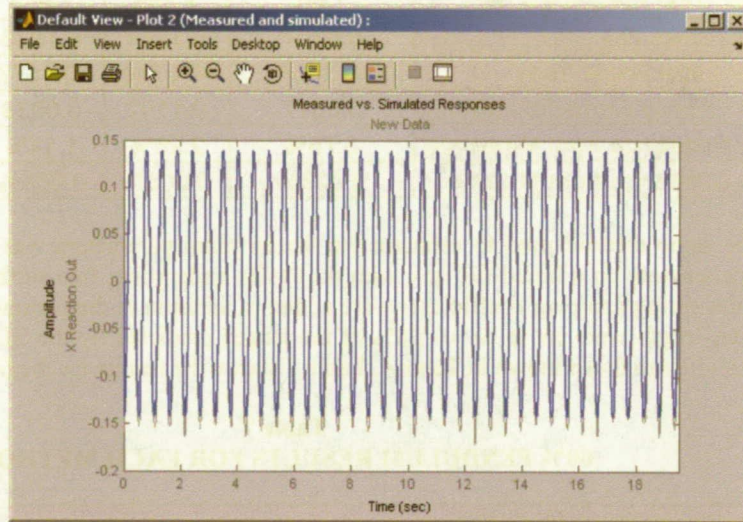 Default View - Plot 2 (Measured and simulated) :
File Edit View Insert Tools Desktop Window Help
Measured vs. Simulated Responses
New Data
0.15
0.1
0.05
0
-0.05
-0.1
-0.15
-0.2
Amplitude
X Reaction Out
0 2 4 6 8 10 12 14 16 18
Time (sec)